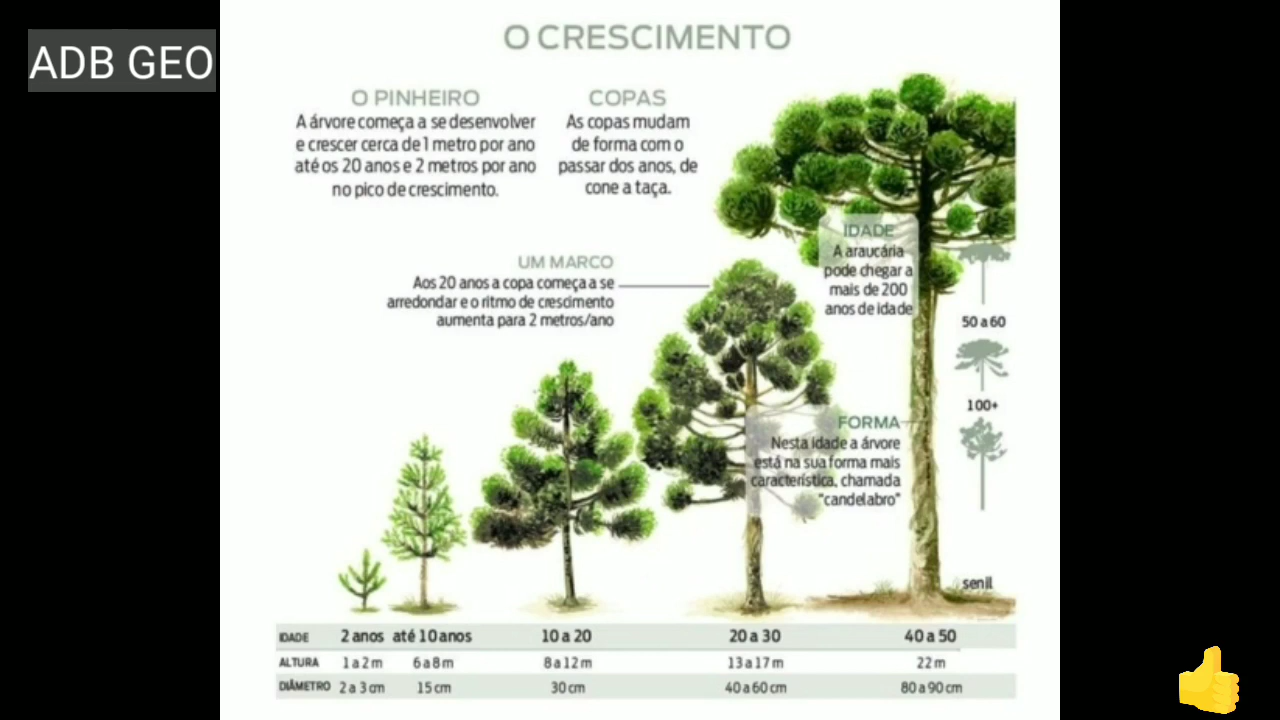 ADB GEO
O CRESCIMENTO
O PINHEIRO
A árvore começa a se desenvolver
e crescer cerca de 1 metro por ano
até os 20 anos e 2 metros por ano
no pico de crescimento.
COPAS
As copas mudam
de forma com o
passar dos anos, de
cone a taça.
UM MARCO
Aos 20 anos a copa começa a se
arredondar e o ritmo de crescimento
aumenta para 2 metros/ano
IDADE
A araucária
pode chegar a
mais de 200
anos de idade
50 a 60
100+
FORMA
Nesta idade a árvore
está na sua forma mais
característica, chamada
"candelabro"
senil
IDADE 2 anos até 10 anos 10 a 20 20 a 30 40 a 50
ALTURA 1 a 2 m 6 a 8 m 8 a 12 m 13 a 17 m 22 m
DIÂMETRO 2 a 3 cm 15 cm 30 cm 40 a 60 cm 80 a 90 cm